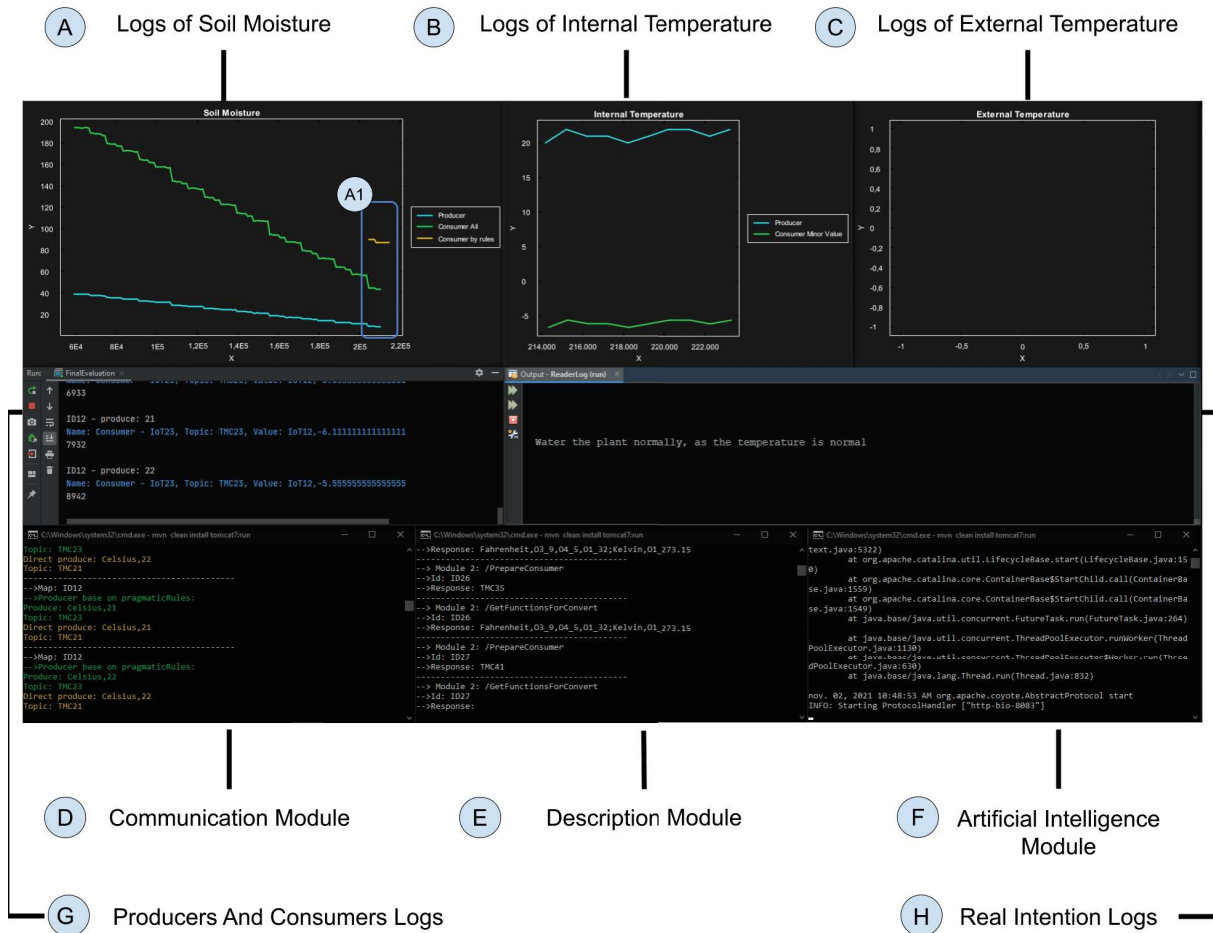 A Logs of Soil Moisture
B Logs of Internal Temperature
C Logs of External Temperature
Soil Moisture
200
180
160
140
120
100
80
60
40
20
Y
6E4 8E4 1E5 1,2E5 1,4E5 1,6E5 1,8E5 2E5 2,2E5
X
A1
Producer
Consumer All
Consumer by rules
Internal Temperature
20
15
10
5
0
-5
Y
214.000 216.000 218.000 220.000 222.000
X
Producer
Consumer Minor Value
External Temperature
1
0,8
0,6
0,4
0,2
Y 0
-0,2
-0,4
-0,6
-0,8
-1
-1 0 1
X
Run: FinalEvaluation
6933
ID12 - produce: 21
Name: Consumer - IoT23, Topic: TMC23, Value: IoT12,-6.111111111111111
7932
ID12 - produce: 22
Name: Consumer - IoT23, Topic: TMC23, Value: IoT12,-5.555555555555555
8942
Output - ReaderLog (run)
Water the plant normally, as the temperature is normal
C:\Windows\system32\cmd.exe - mvn clean install tomcat7:run
Topic: TMC23
Direct produce: Celsius,22
Topic: TMC21
-->Map: ID12
-->Producer base on pragmaticRules:
Produce: Celsius,21
Topic: TMC23
Direct produce: Celsius,21
Topic: TMC21
-->Map: ID12
-->Producer base on pragmaticRules:
Produce: Celsius,22
Topic: TMC23
Direct produce: Celsius,22
Topic: TMC21
C:\Windows\system32\cmd.exe - mvn clean install tomcat7:run
-->Response: Fahrenheit,03_9,04_5,01_32;Kelvin,01_273.15
--> Module 2: /PrepareConsumer
-->Id: ID26
-->Response: TMC35
--> Module 2: /GetFunctionsForConvert
-->Id: ID26
-->Response: Fahrenheit,03_9,04_5,01_32;Kelvin,01_273.15
--> Module 2: /PrepareConsumer
-->Id: ID27
-->Response: TMC41
--> Module 2: /GetFunctionsForConvert
-->Id: ID27
-->Response:
C:\Windows\system32\cmd.exe - mvn clean install tomcat7:run
text.java:5322)
at org.apache.catalina.util.LifecycleBase.start(LifecycleBase.java:15
0)
at org.apache.catalina.core.ContainerBase$StartChild.call(ContainerBa
se.java:1559)
at org.apache.catalina.core.ContainerBase$StartChild.call(ContainerBa
se.java:1549)
at java.base/java.util.concurrent.FutureTask.run(FutureTask.java:264)
at java.base/java.util.concurrent.ThreadPoolExecutor.runWorker(Thread
PoolExecutor.java:1130)
at java.base/java.util.concurrent.ThreadPoolExecutor$Worker.run(Threa
dPoolExecutor.java:630)
at java.base/java.lang.Thread.run(Thread.java:832)
nov. 02, 2021 10:48:53 AM org.apache.coyote.AbstractProtocol start
INFO: Starting ProtocolHandler ["http-bio-8083"]
D Communication Module
E Description Module
F Artificial Intelligence
Module
G Producers And Consumers Logs
H Real Intention Logs